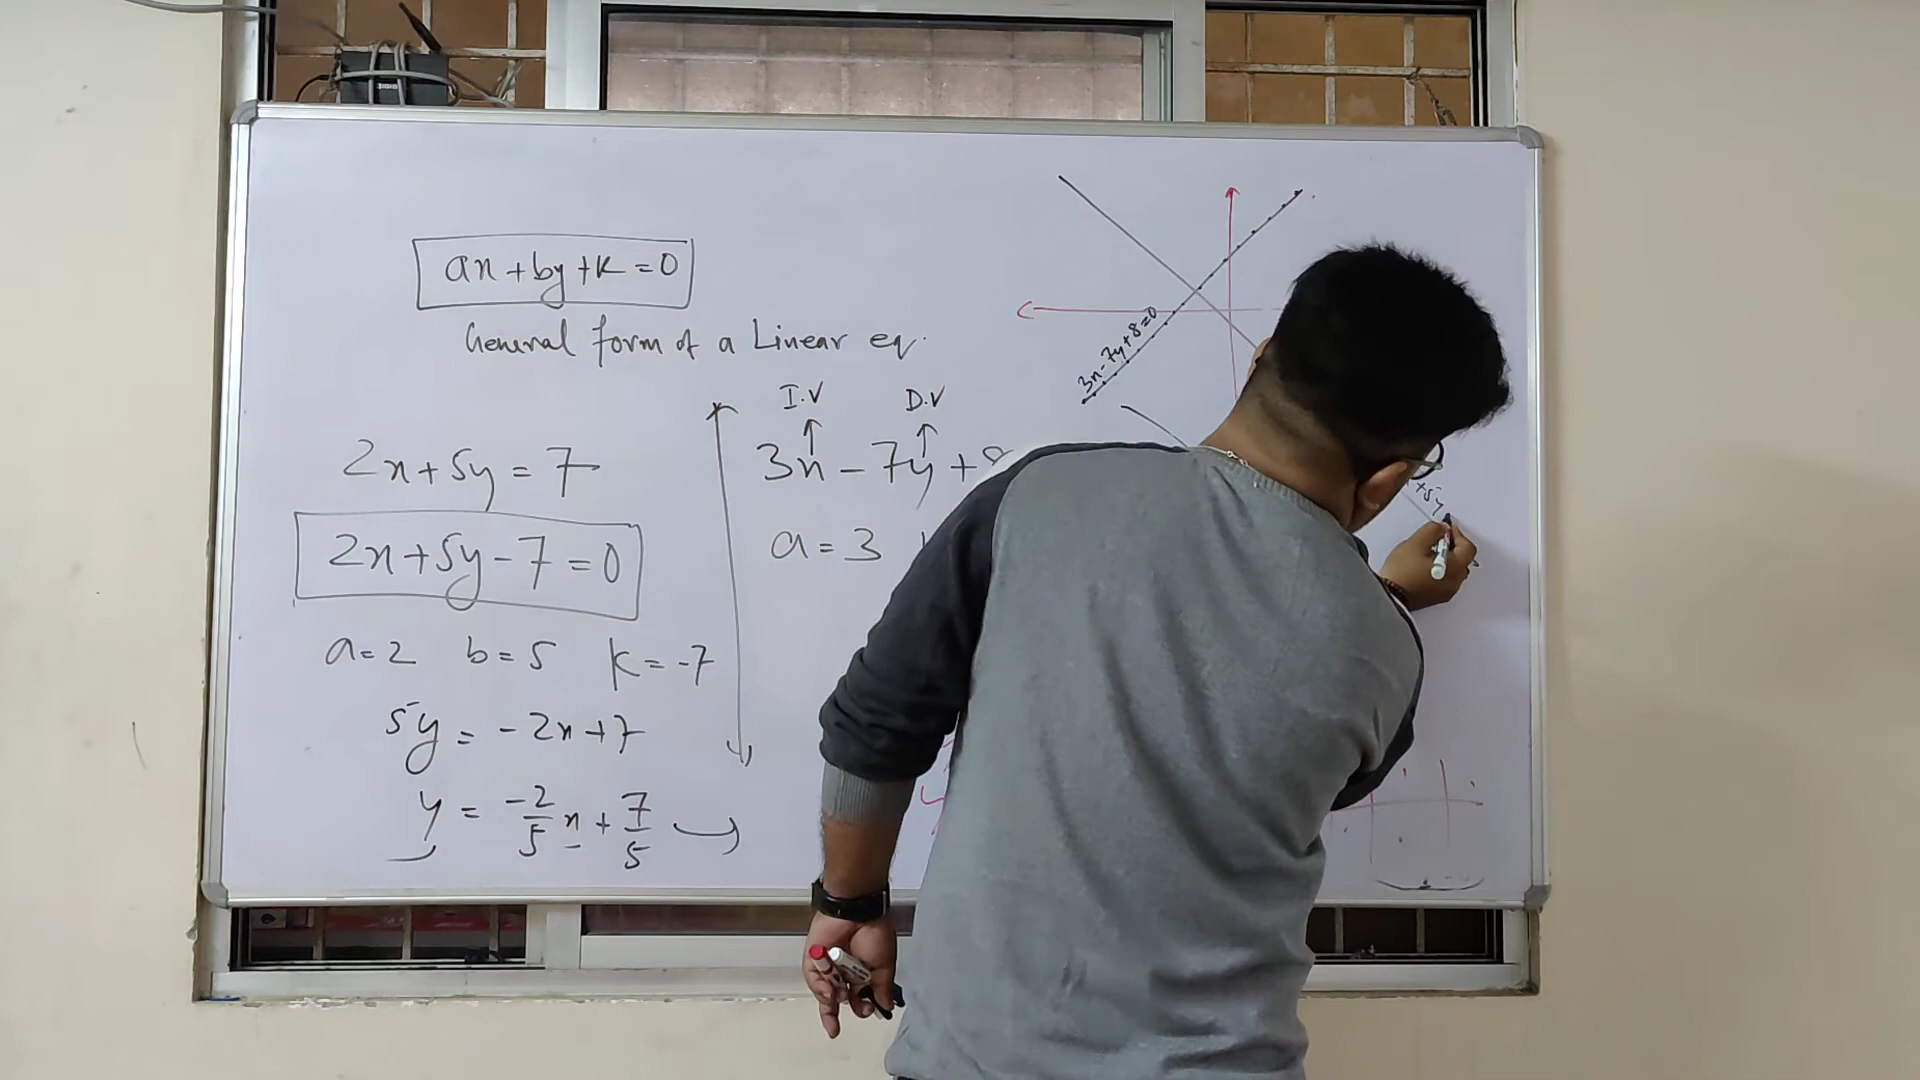 ax + by + k = 0
General form of a Linear eq.
2x + 5y = 7
2x + 5y - 7 = 0
a = 2 b = 5 k = -7
5y = -2x + 7
y = -2/5 x + 7/5
I.V D.V
3x - 7y + 8
a = 3
3x - 7y + 8 = 0
+5y